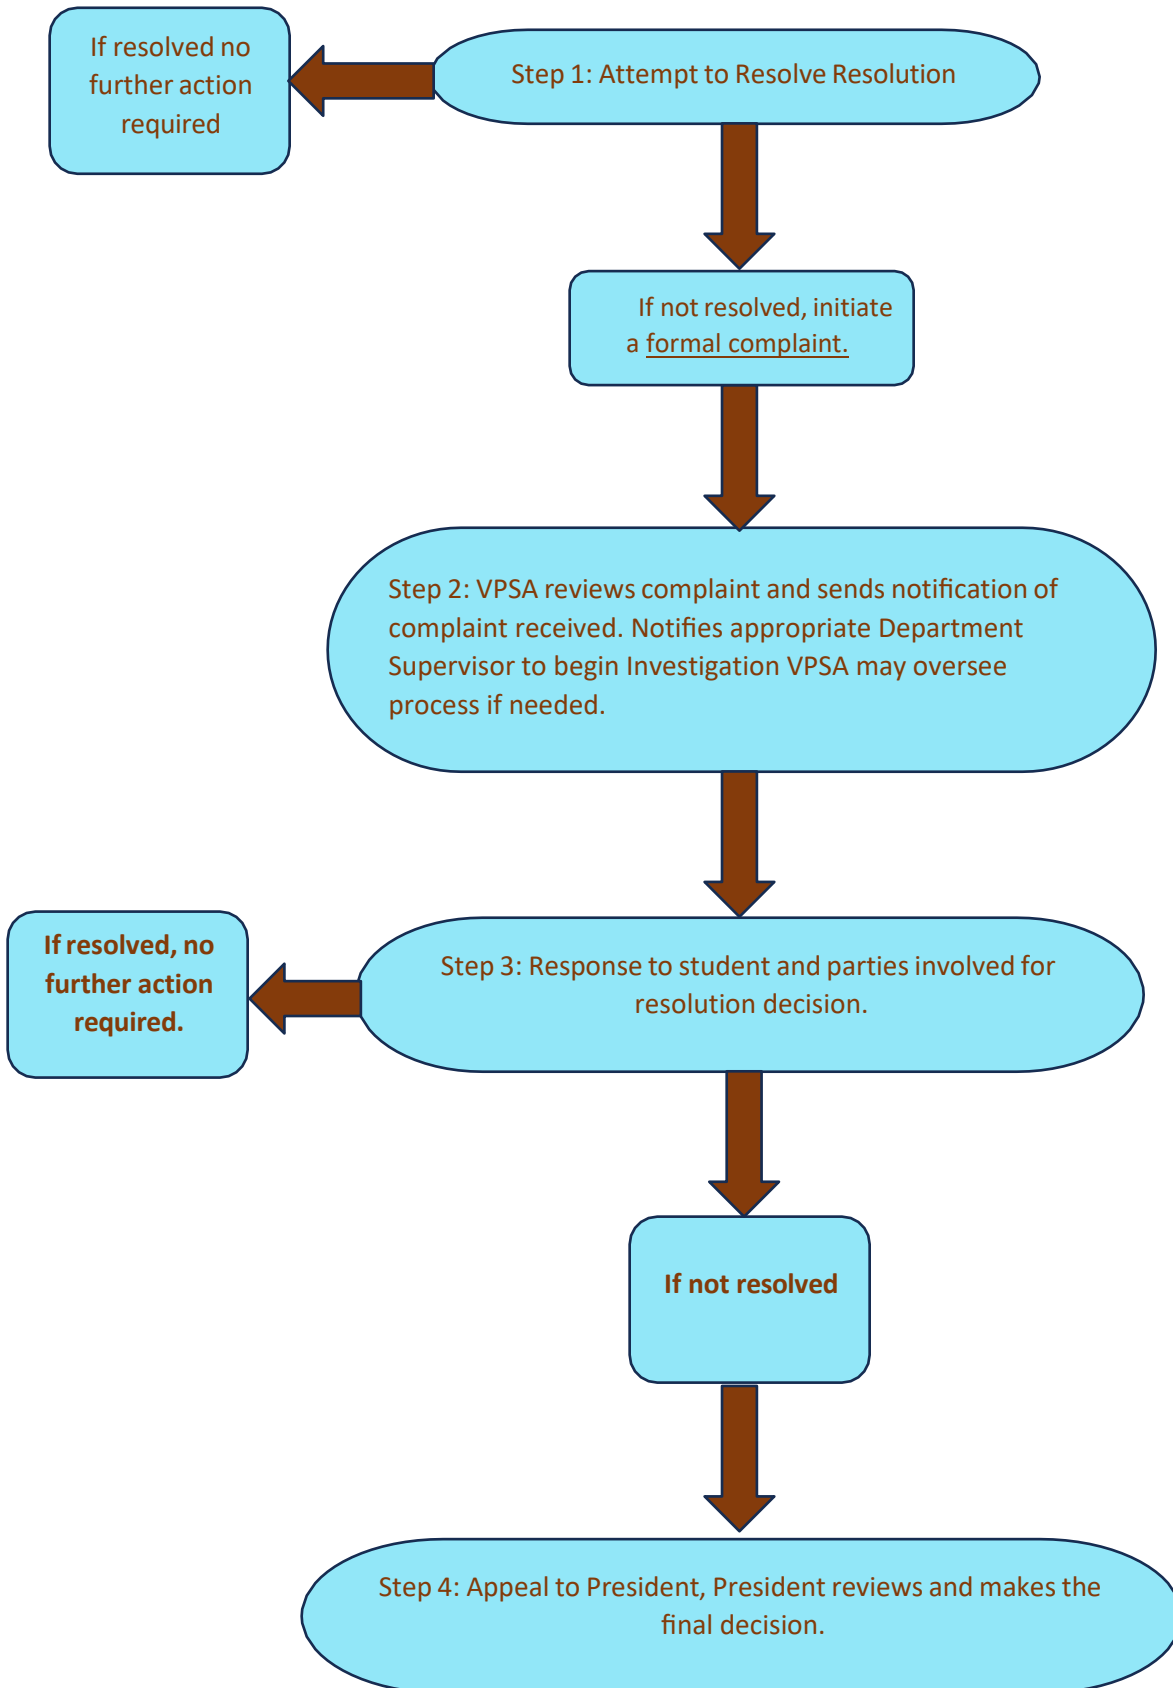 If resolved no
further action
required
Step 1: Attempt to Resolve Resolution
If not resolved, initiate
a formal complaint.
Step 2: VPSA reviews complaint and sends notification of
complaint received. Notifies appropriate Department
Supervisor to begin Investigation VPSA may oversee
process if needed.
If resolved, no
further action
required.
Step 3: Response to student and parties involved for
resolution decision.
If not resolved
Step 4: Appeal to President, President reviews and makes the
final decision.